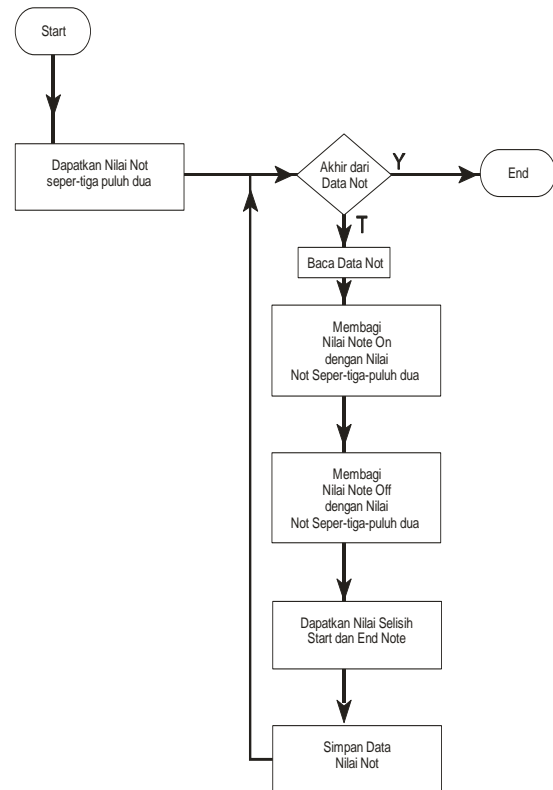 Start
Dapatkan Nilai Not
seper-tiga puluh dua
Akhir dari
Data Not
Y
End
T
Baca Data Not
Membagi
Nilai Note On
dengan Nilai
Not Seper-tiga-puluh dua
Membagi
Nilai Note Off
dengan Nilai
Not Seper-tiga-puluh dua
Dapatkan Nilai Selisih
Start dan End Note
Simpan Data
Nilai Not